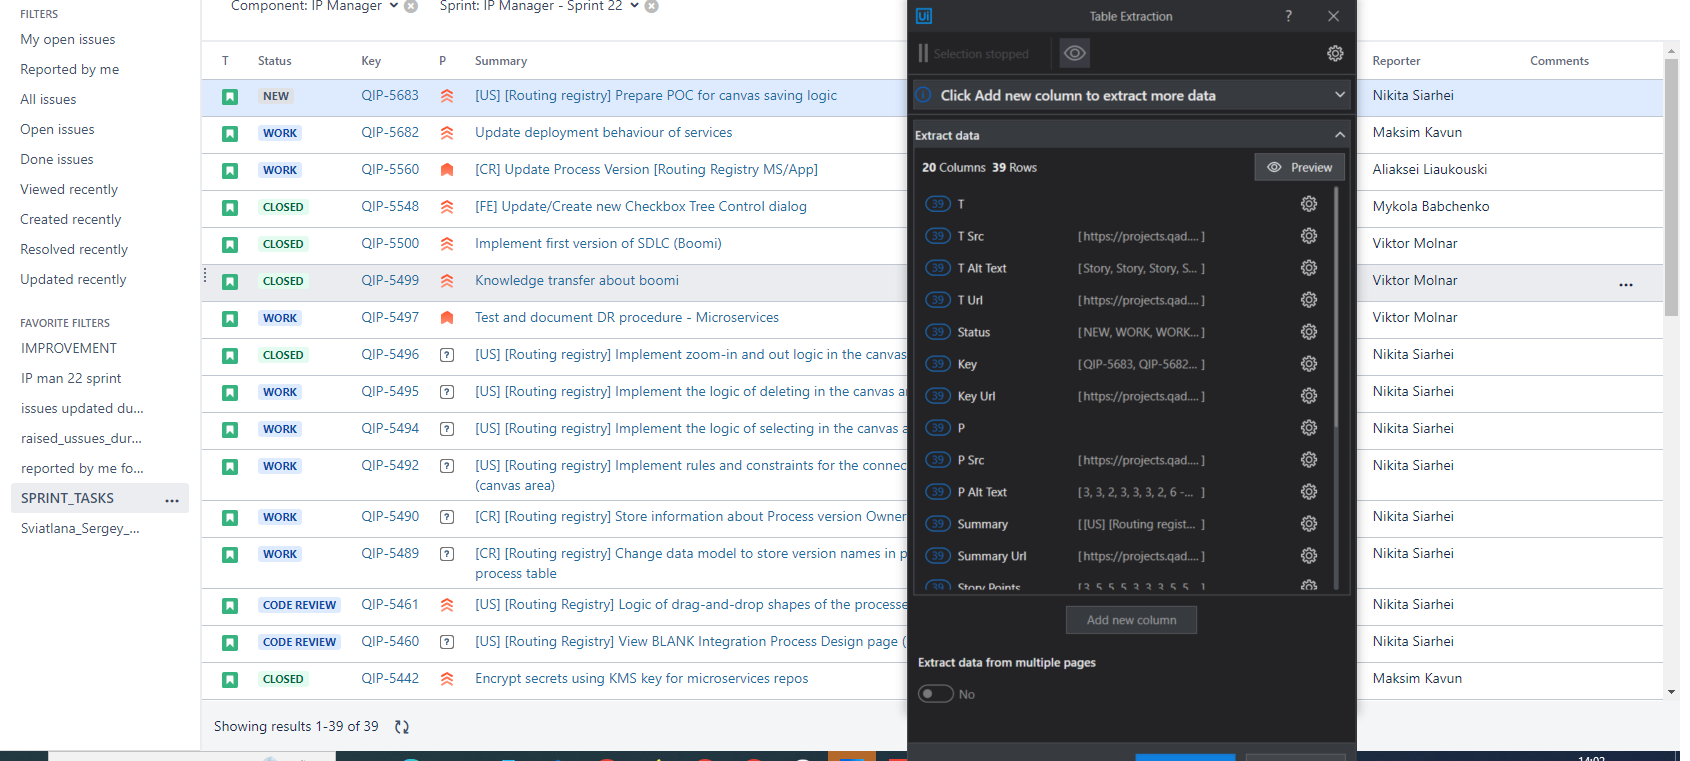 FILTERS
My open issues
Reported by me
All issues
Open issues
Done issues
Viewed recently
Created recently
Resolved recently
Updated recently
FAVORITE FILTERS
IMPROVEMENT
IP man 22 sprint
issues updated du...
raised_ussues_dur...
reported by me fo...
SPRINT_TASKS ...
Sviatlana_Sergey_...
Component: IP Manager Sprint: IP Manager - Sprint 22
T Status Key P Summary Reporter Comments
NEW QIP-5683 [US] [Routing registry] Prepare POC for canvas saving logic Nikita Siarhei
WORK QIP-5682 Update deployment behaviour of services Maksim Kavun
WORK QIP-5560 [CR] Update Process Version [Routing Registry MS/App] Aliaksei Liaukouski
CLOSED QIP-5548 [FE] Update/Create new Checkbox Tree Control dialog Mykola Babchenko
CLOSED QIP-5500 Implement first version of SDLC (Boomi) Viktor Molnar
CLOSED QIP-5499 Knowledge transfer about boomi Viktor Molnar ...
WORK QIP-5497 Test and document DR procedure - Microservices Viktor Molnar
CLOSED QIP-5496 ? [US] [Routing registry] Implement zoom-in and out logic in the canvas Nikita Siarhei
WORK QIP-5495 ? [US] [Routing registry] Implement the logic of deleting in the canvas ar Nikita Siarhei
WORK QIP-5494 ? [US] [Routing registry] Implement the logic of selecting in the canvas a Nikita Siarhei
WORK QIP-5492 ? [US] [Routing registry] Implement rules and constraints for the connec Nikita Siarhei
(canvas area)
WORK QIP-5490 ? [CR] [Routing registry] Store information about Process version Owner Nikita Siarhei
WORK QIP-5489 ? [CR] [Routing registry] Change data model to store version names in p Nikita Siarhei
process table
CODE REVIEW QIP-5461 [US] [Routing Registry] Logic of drag-and-drop shapes of the processe Nikita Siarhei
CODE REVIEW QIP-5460 ? [US] [Routing Registry] View BLANK Integration Process Design page ( Nikita Siarhei
CLOSED QIP-5442 Encrypt secrets using KMS key for microservices repos Maksim Kavun
Showing results 1-39 of 39
Ui Table Extraction ?
Selection stopped
Click Add new column to extract more data
Extract data
20 Columns 39 Rows Preview
39 T
39 T Src [ https://projects.qad.... ]
39 T Alt Text [ Story, Story, Story, S... ]
39 T Url [ https://projects.qad.... ]
39 Status [ NEW, WORK, WORK... ]
39 Key [ QIP-5683, QIP-5682... ]
39 Key Url [ https://projects.qad.... ]
39 P
39 P Src [ https://projects.qad.... ]
39 P Alt Text [ 3, 3, 2, 3, 3, 3, 2, 6 -... ]
39 Summary [ [US] [Routing regist... ]
39 Summary Url [ https://projects.qad.... ]
39 Story Points [ 3, 5, 5, 5, 3, 3, 3, 5, 5... ]
Add new column
Extract data from multiple pages
No
14:02